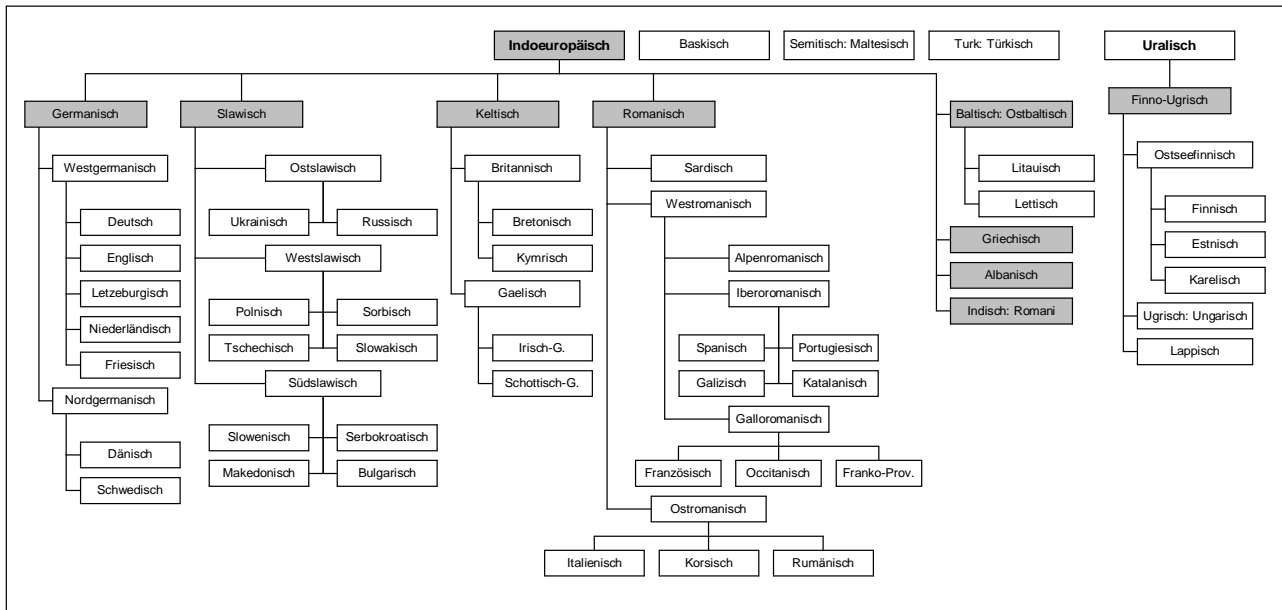 Indoeuropäisch
Baskisch
Semitisch: Maltesisch
Turk: Türkisch
Uralisch
Germanisch
Westgermanisch
Deutsch
Englisch
Letzeburgisch
Niederländisch
Friesisch
Nordgermanisch
Dänisch
Schwedisch
Slawisch
Ostslawisch
Ukrainisch
Russisch
Westslawisch
Polnisch
Sorbisch
Tschechisch
Slowakisch
Südslawisch
Slowenisch
Serbokroatisch
Makedonisch
Bulgarisch
Keltisch
Britannisch
Bretonisch
Kymrisch
Gaelisch
Irisch-G.
Schottisch-G.
Romanisch
Sardisch
Westromanisch
Alpenromanisch
Iberoromanisch
Spanisch
Portugiesisch
Galizisch
Katalanisch
Galloromanisch
Französisch
Occitanisch
Franko-Prov.
Ostromanisch
Italienisch
Korsisch
Rumänisch
Baltisch: Ostbaltisch
Litauisch
Lettisch
Griechisch
Albanisch
Indisch: Romani
Finno-Ugrisch
Ostseefinnisch
Finnisch
Estnisch
Karelisch
Ugrisch: Ungarisch
Lappisch